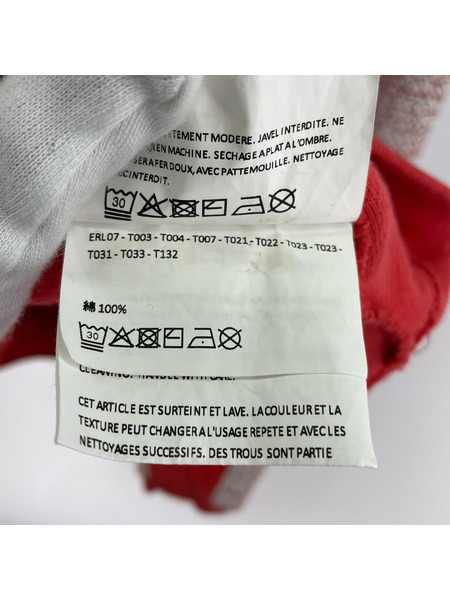 TEMENT MODERE. JAVEL INTERDITE. NE
EN MACHINE. SECHAGE A PLAT A L'OMBRE.
FER DOUX, AVEC PATTEMOUILLE. NETTOYAGE
INTERDIT.
30
ERL07 - T003 - T004 - T007 - T021 - T022 - T023 - T023 -
T031 - T033 - T132
綿 100%
30
CLEANING. HANDLE WITH CARE.
CET ARTICLE EST SURTEINT ET LAVE. LA COULEUR ET LA
TEXTURE PEUT CHANGER A L'USAGE REPETE ET AVEC LES
NETTOYAGES SUCCESSIFS. DES TROUS SONT PARTIE